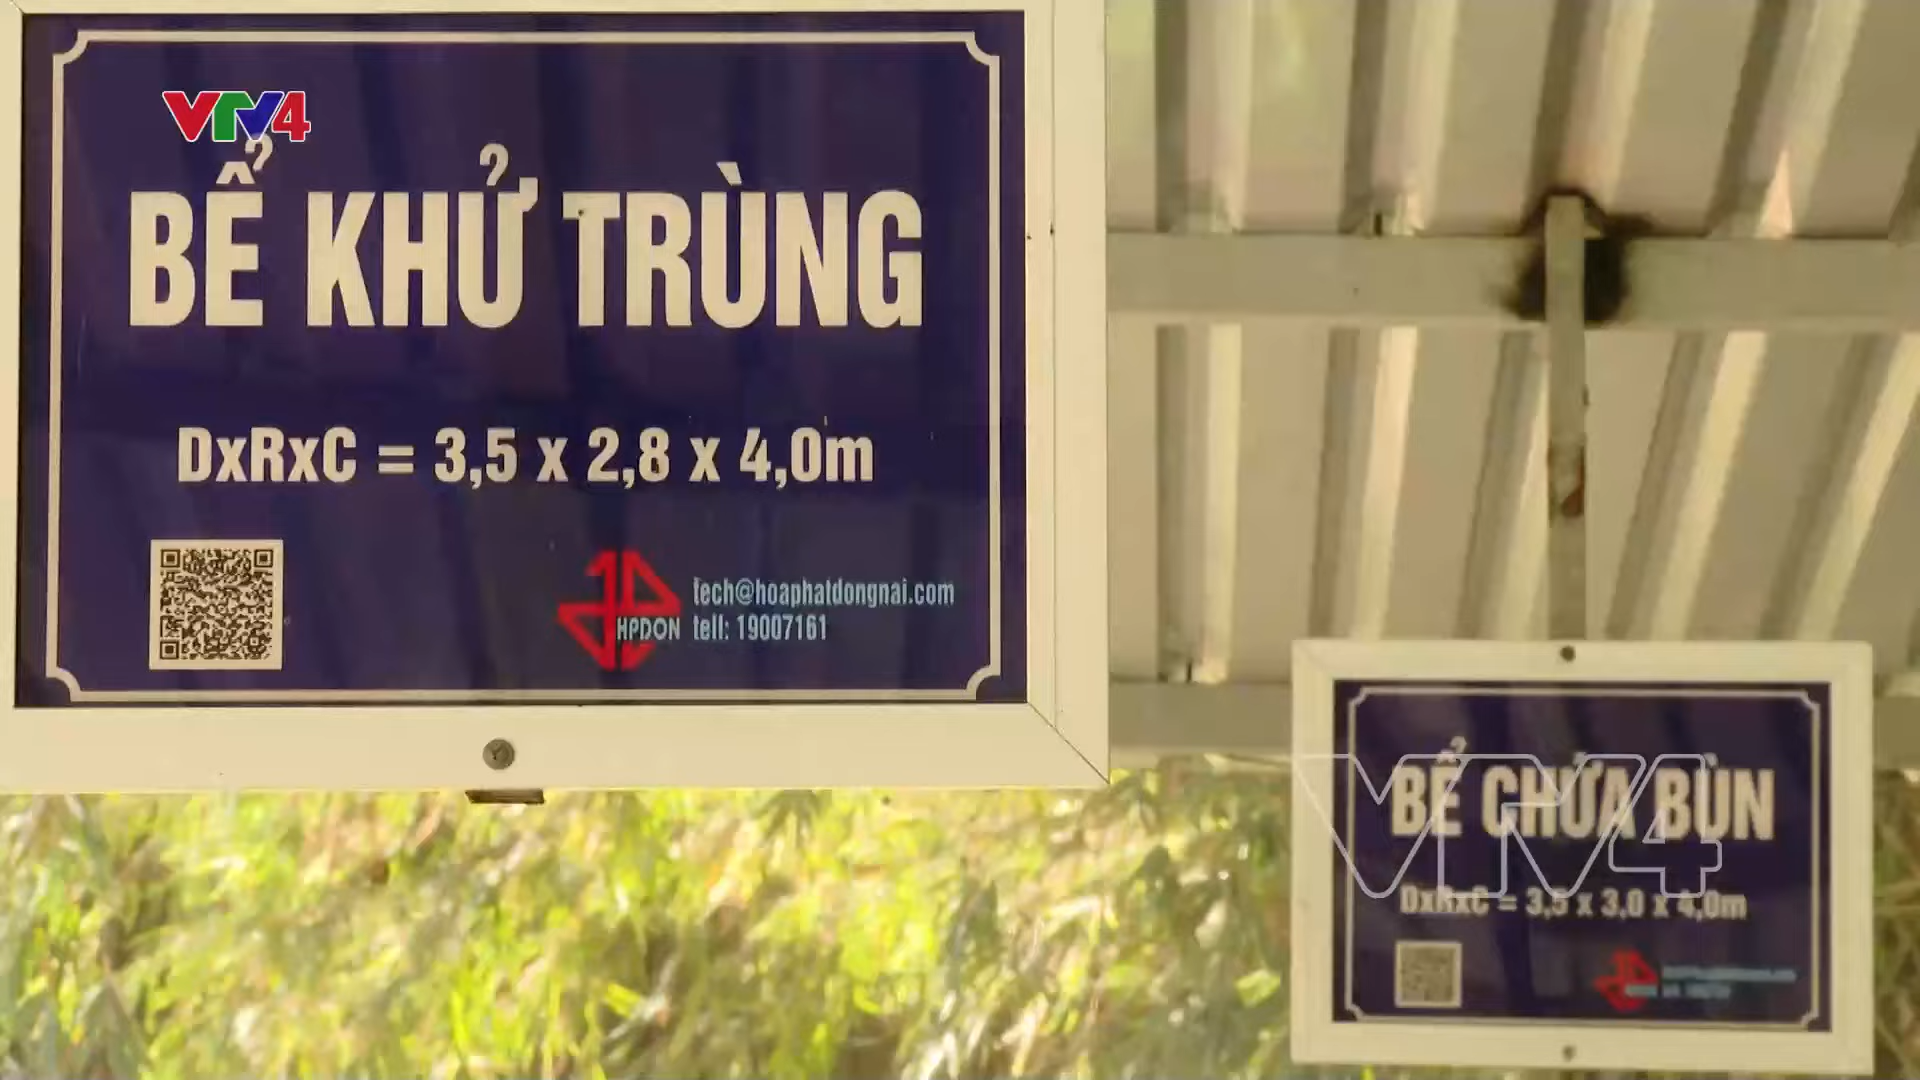 VTV4
BỂ KHỬ TRÙNG
DxRxC = 3,5 x 2,8 x 4,0m
tech@hoaphatdongnai.com
HPDON tell: 19007161
VTV4
BỂ CHỨA BÙN
DxRxC = 3,5 x 3,0 x 4,0m